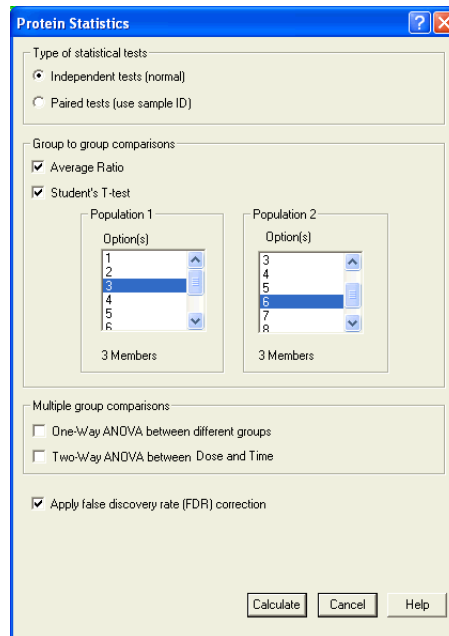 Protein Statistics
Type of statistical tests
Independent tests (normal)
Paired tests (use sample ID)
Group to group comparisons
Average Ratio
Student's T-test
Population 1
Option(s)
1
2
3
4
5
6
3 Members
Population 2
Option(s)
3
4
5
6
7
8
3 Members
Multiple group comparisons
One-Way ANOVA between different groups
Two-Way ANOVA between Dose and Time
Apply false discovery rate (FDR) correction
Calculate Cancel Help